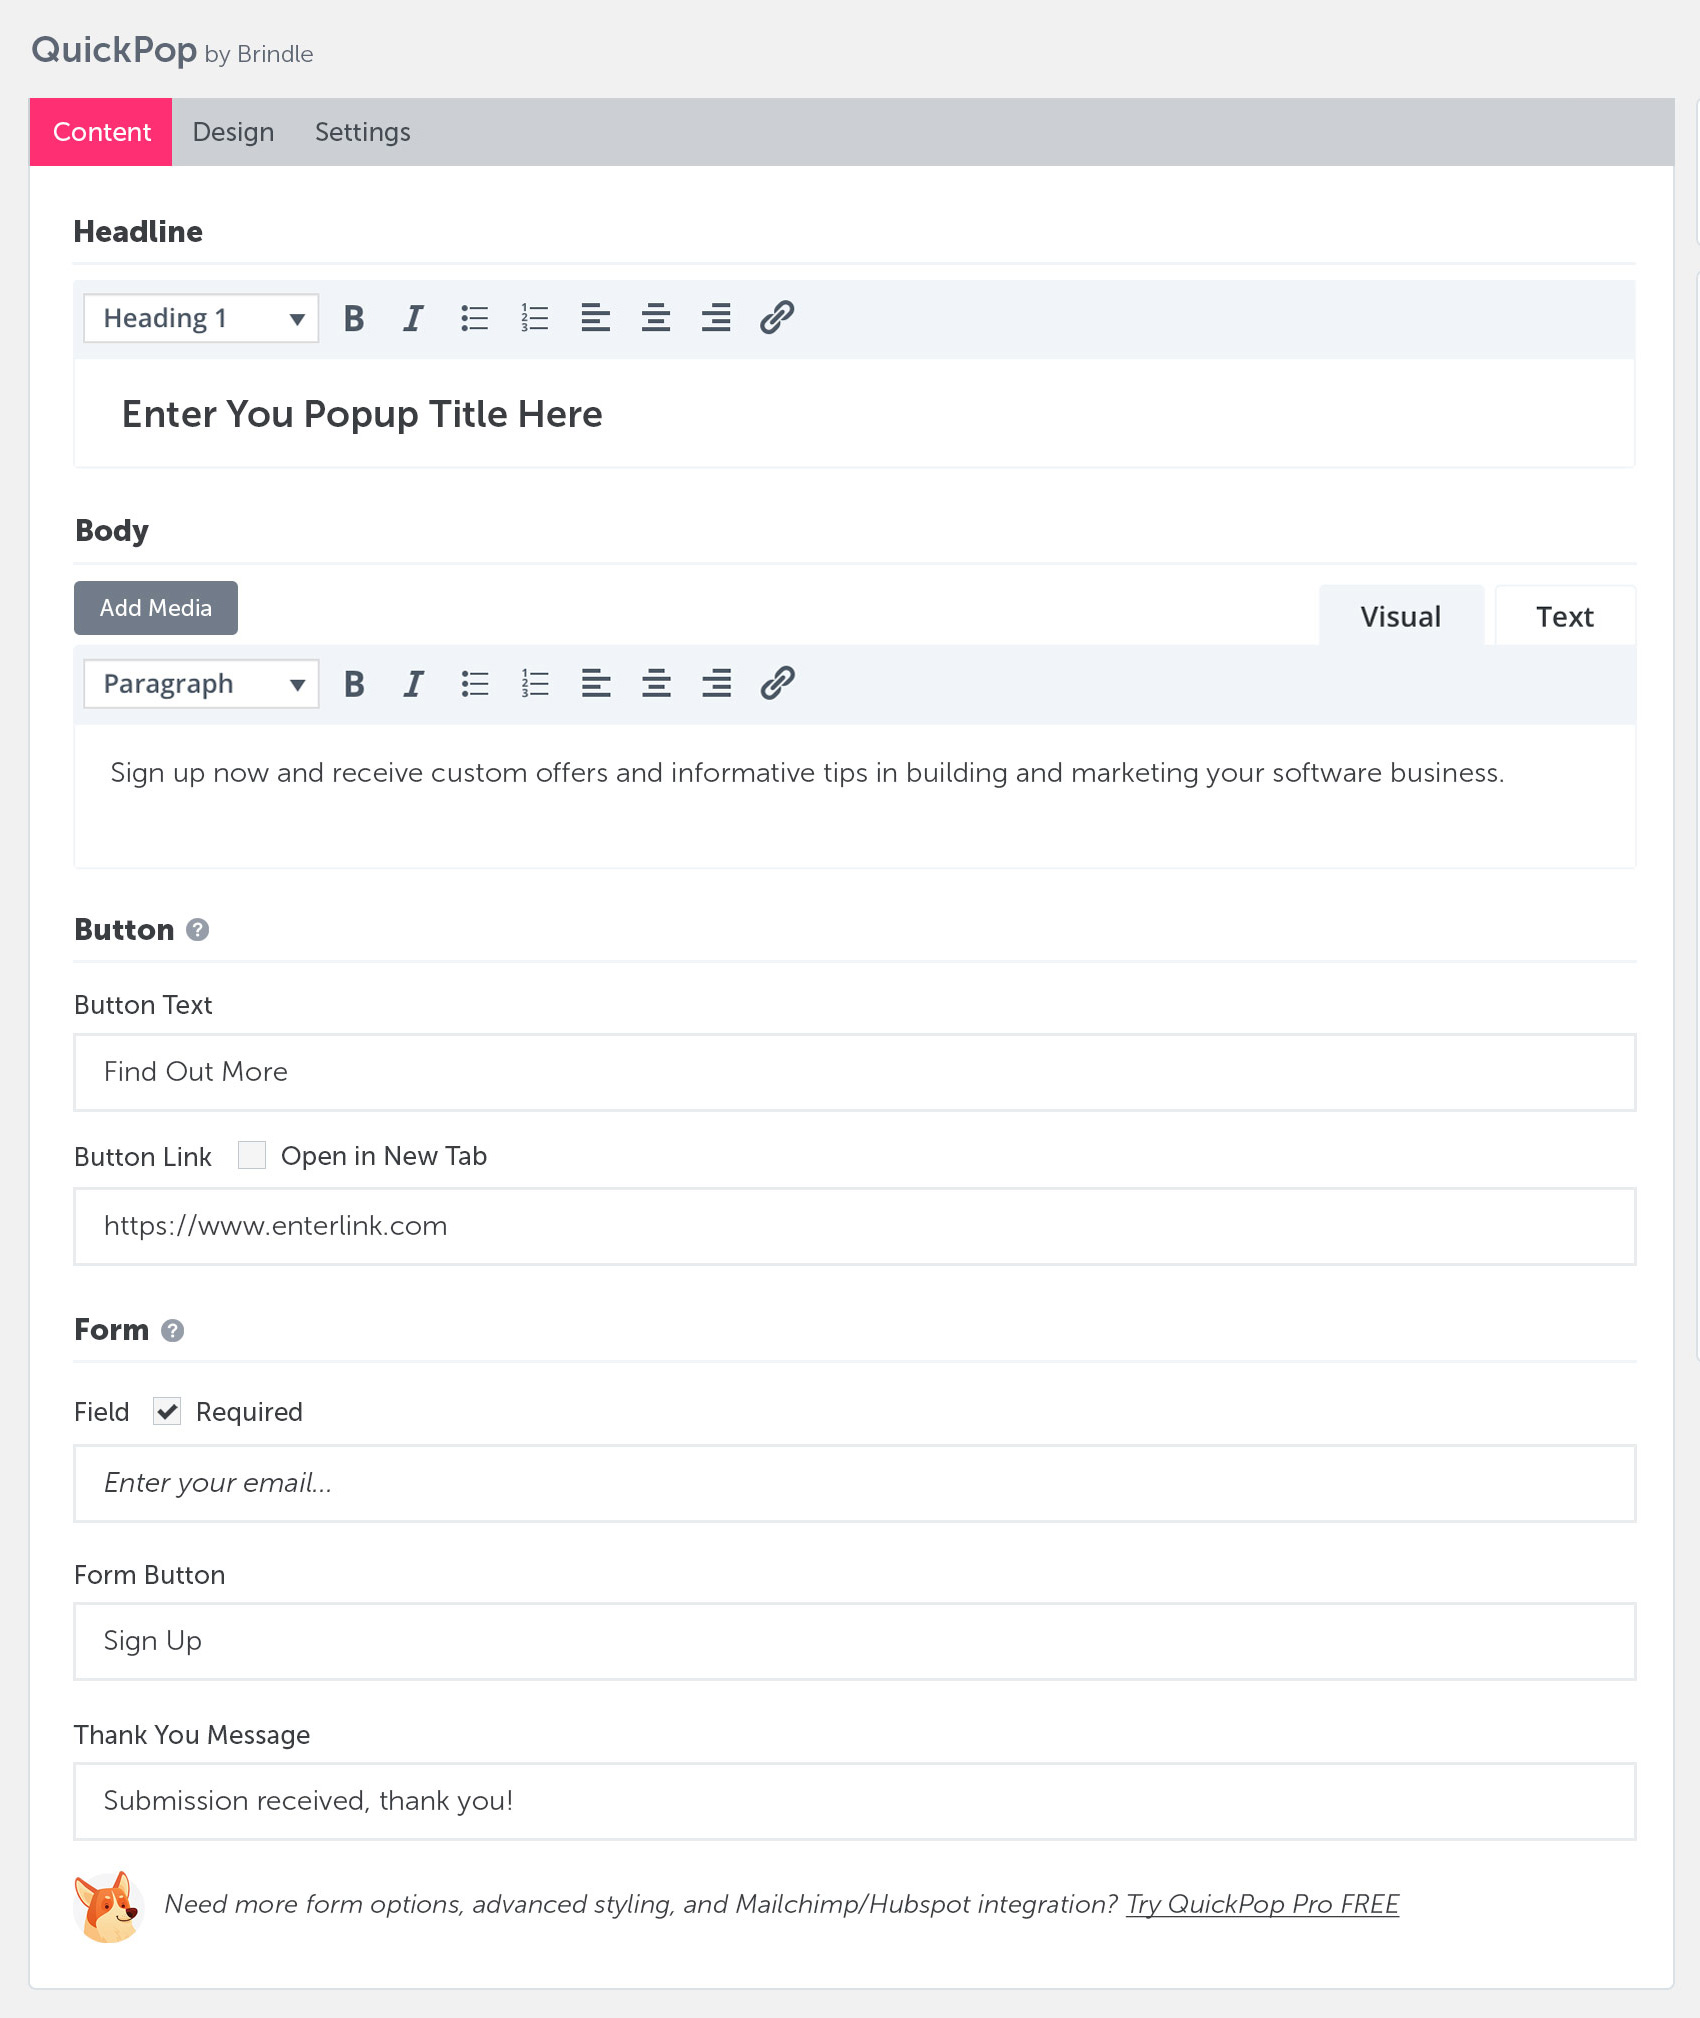 QuickPop by Brindle
Content Design Settings
Headline
Heading 1
Enter You Popup Title Here
Body
Add Media
Visual Text
Paragraph
Sign up now and receive custom offers and informative tips in building and marketing your software business.
Button ?
Button Text
Find Out More
Button Link Open in New Tab
https://www.enterlink.com
Form ?
Field Required
Enter your email...
Form Button
Sign Up
Thank You Message
Submission received, thank you!
Need more form options, advanced styling, and Mailchimp/Hubspot integration? Try QuickPop Pro FREE